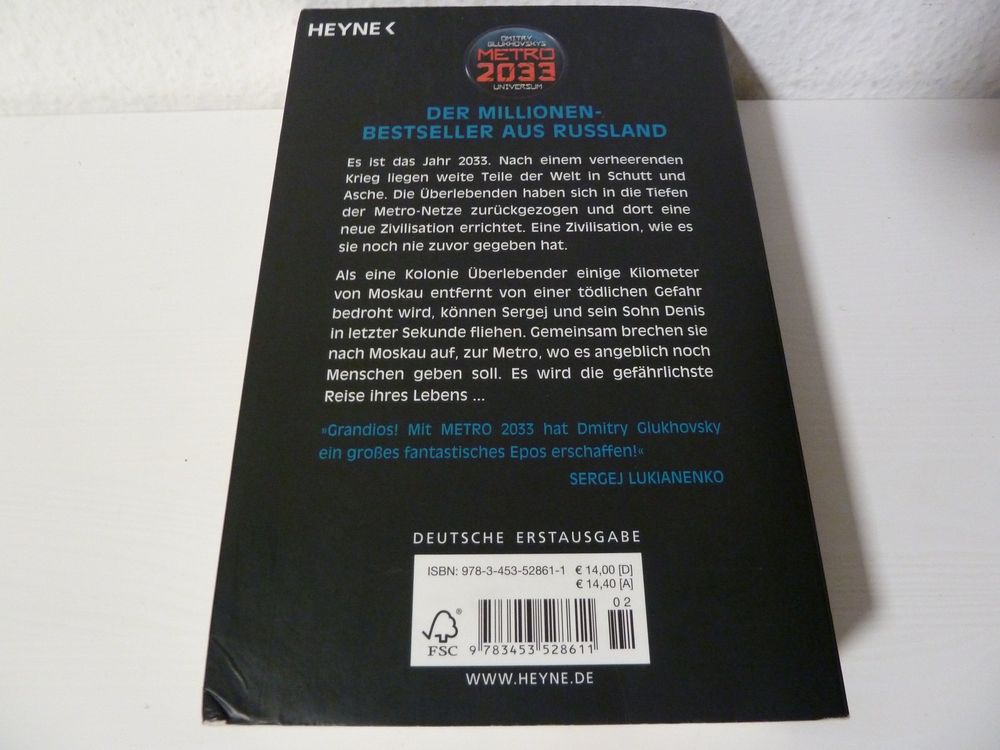 HEYNE
DMITRY
GLUKHOVSKYS
METRO
2033
UNIVERSUM
DER MILLIONEN-
BESTSELLER AUS RUSSLAND
Es ist das Jahr 2033. Nach einem verheerenden
Krieg liegen weite Teile der Welt in Schutt und
Asche. Die Überlebenden haben sich in die Tiefen
der Metro-Netze zurückgezogen und dort eine
neue Zivilisation errichtet. Eine Zivilisation, wie es
sie noch nie zuvor gegeben hat.
Als eine Kolonie Überlebender einige Kilometer
von Moskau entfernt von einer tödlichen Gefahr
bedroht wird, können Sergej und sein Sohn Denis
in letzter Sekunde fliehen. Gemeinsam brechen sie
nach Moskau auf, zur Metro, wo es angeblich noch
Menschen geben soll. Es wird die gefährlichste
Reise ihres Lebens ...
»Grandios! Mit METRO 2033 hat Dmitry Glukhovsky
ein großes fantastisches Epos erschaffen!«
SERGEJ LUKIANENKO
DEUTSCHE ERSTAUSGABE
ISBN: 978-3-453-52861-1 € 14,00 [D]
€ 14,40 [A]
0 2
FSC ®
9 783453 528611
WWW.HEYNE.DE